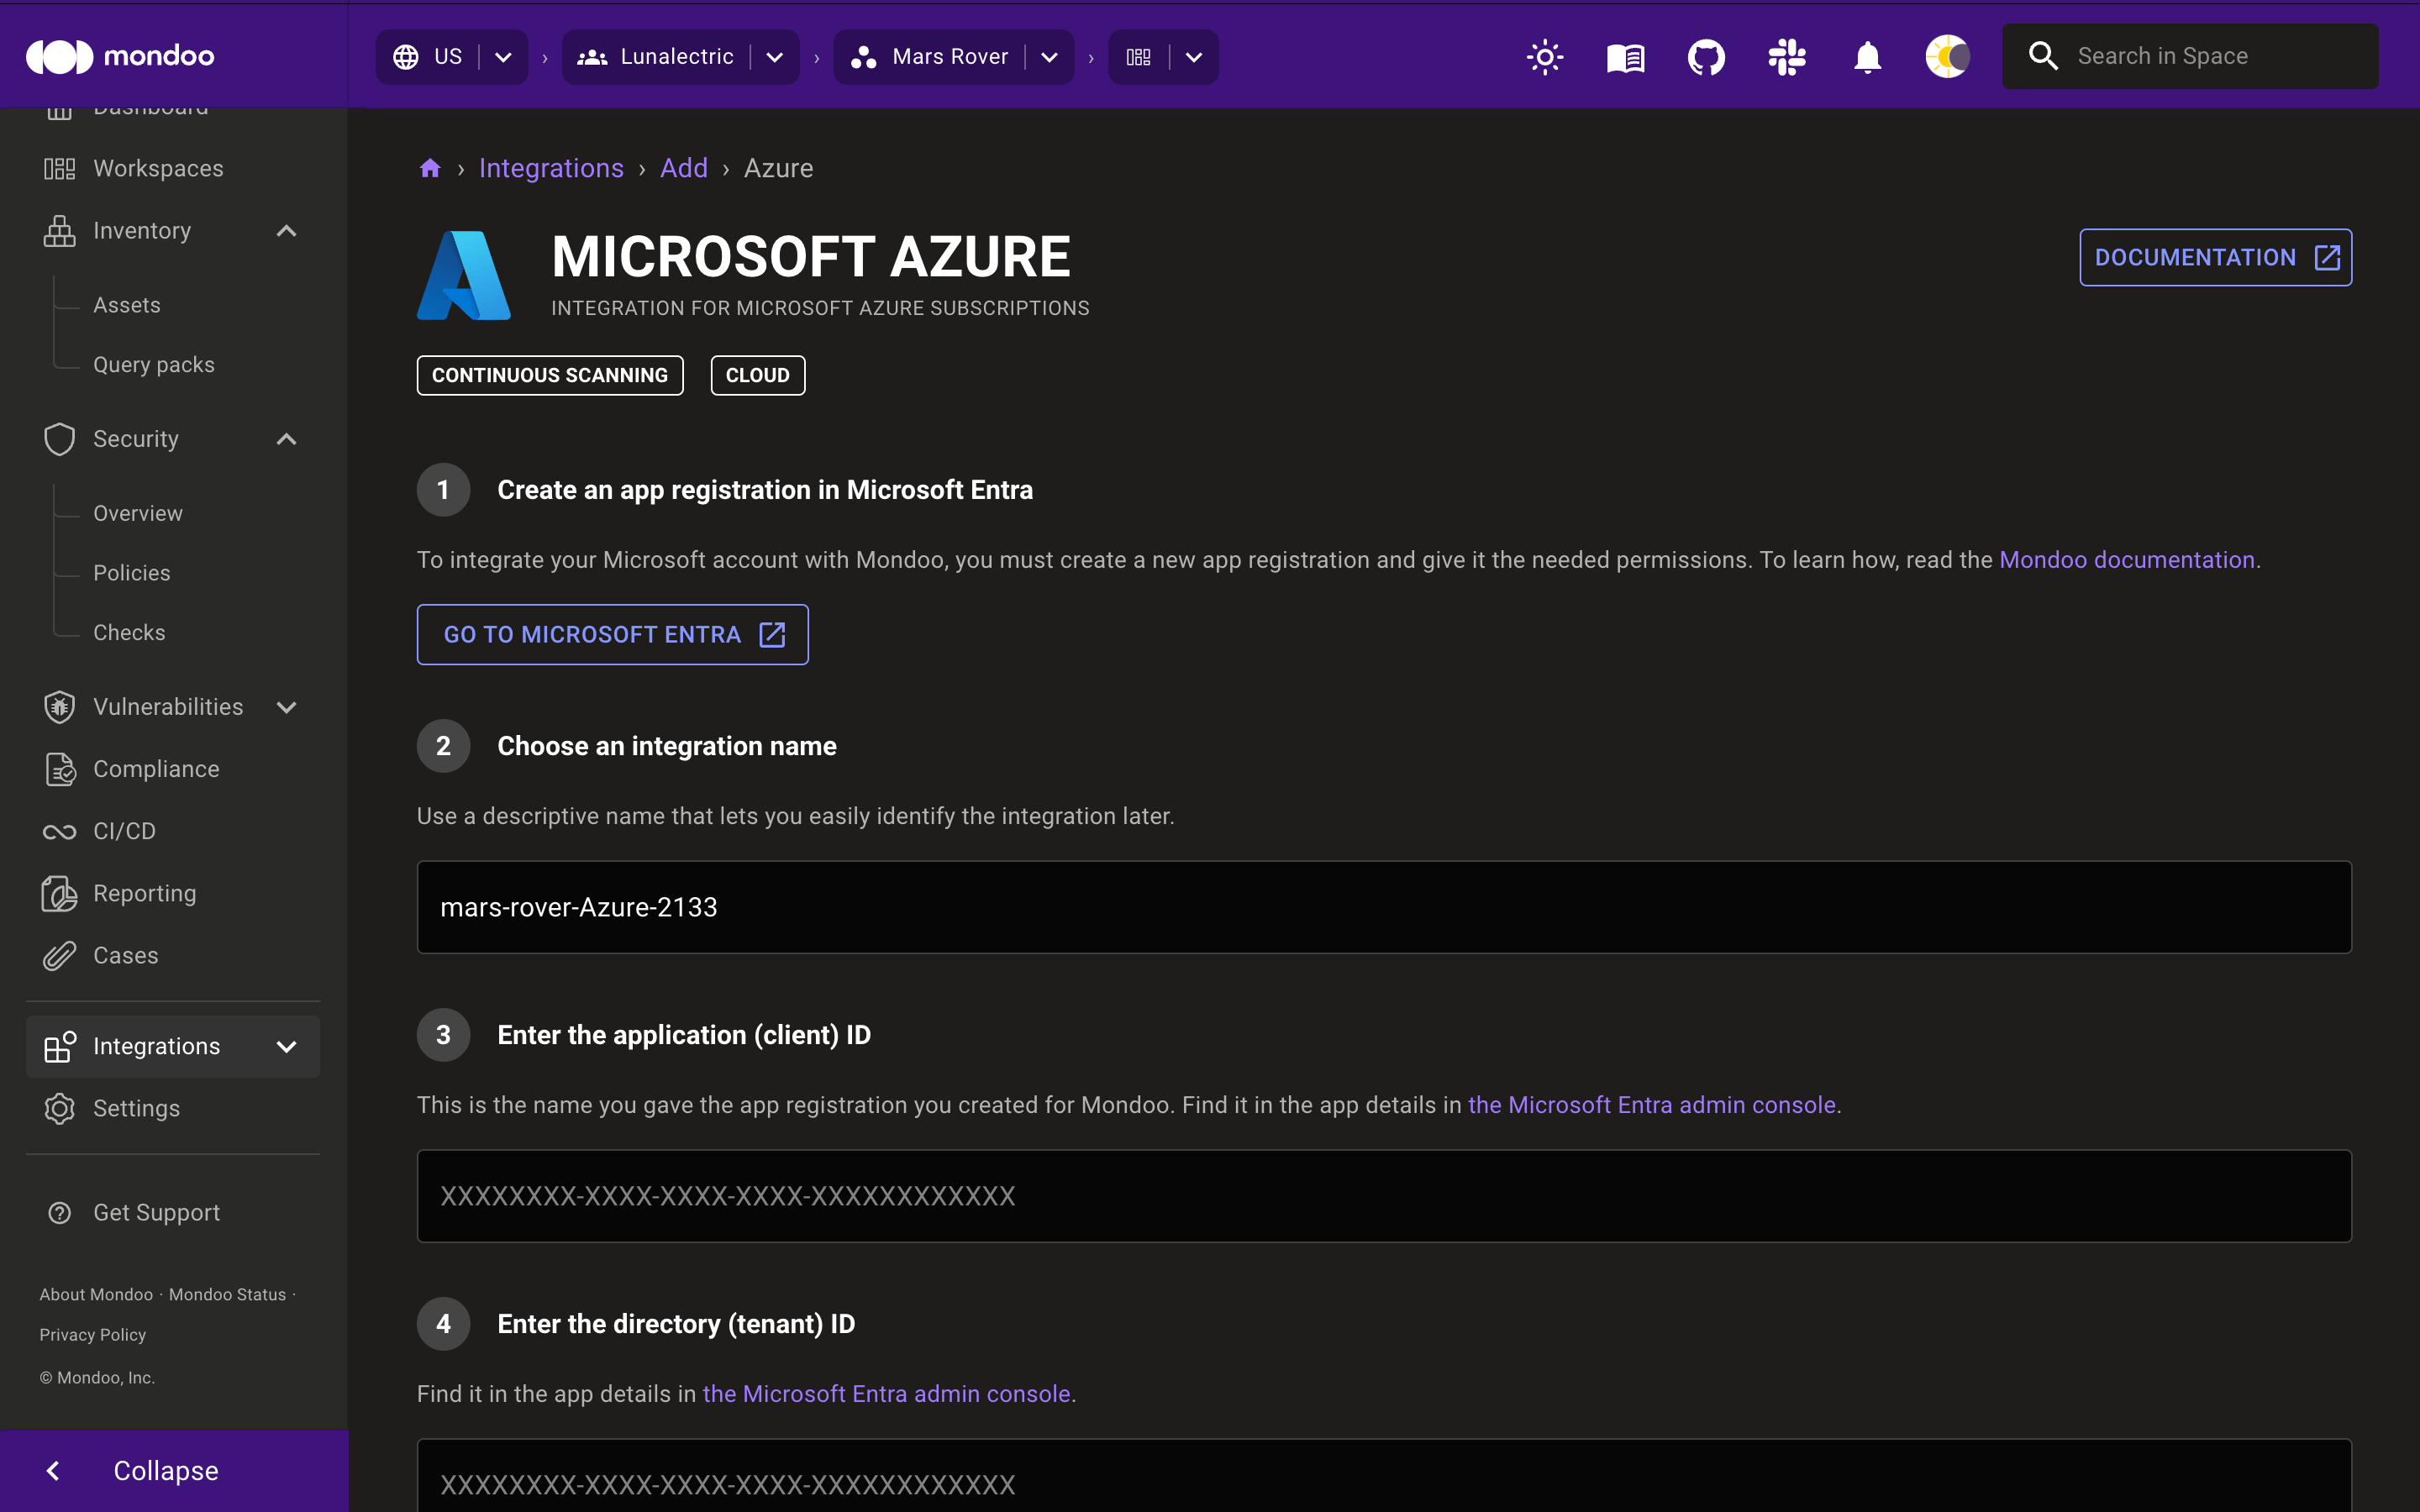 mondoo
US
Lunalectric
Mars Rover
Search in Space
Dashboard
Workspaces
Inventory
Assets
Query packs
Security
Overview
Policies
Checks
Vulnerabilities
Compliance
CI/CD
Reporting
Cases
Integrations
Settings
Get Support
About Mondoo · Mondoo Status ·
Privacy Policy
© Mondoo, Inc.
Collapse
› Integrations › Add › Azure
MICROSOFT AZURE
INTEGRATION FOR MICROSOFT AZURE SUBSCRIPTIONS
DOCUMENTATION
CONTINUOUS SCANNING
CLOUD
1 Create an app registration in Microsoft Entra
To integrate your Microsoft account with Mondoo, you must create a new app registration and give it the needed permissions. To learn how, read the Mondoo documentation.
GO TO MICROSOFT ENTRA
2 Choose an integration name
Use a descriptive name that lets you easily identify the integration later.
mars-rover-Azure-2133
3 Enter the application (client) ID
This is the name you gave the app registration you created for Mondoo. Find it in the app details in the Microsoft Entra admin console.
XXXXXXXX-XXXX-XXXX-XXXX-XXXXXXXXXXXX
4 Enter the directory (tenant) ID
Find it in the app details in the Microsoft Entra admin console.
XXXXXXXX-XXXX-XXXX-XXXX-XXXXXXXXXXXX